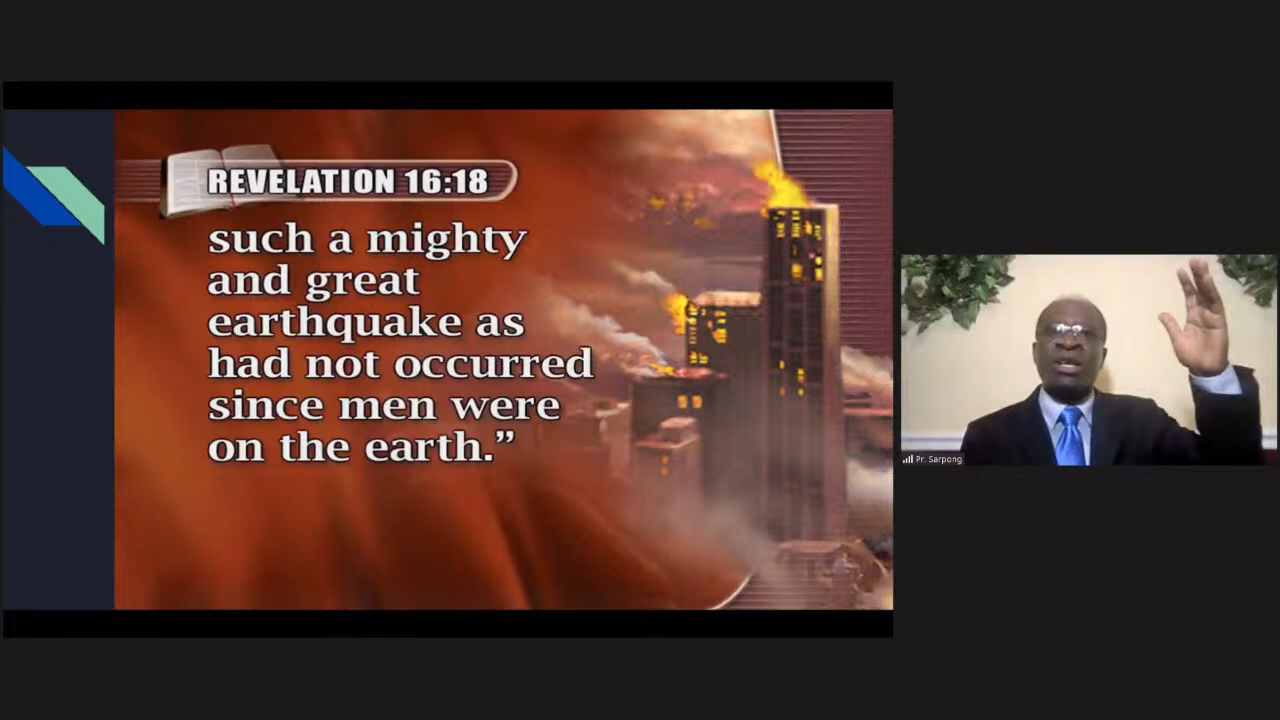 REVELATION 16:18
such a mighty
and great
earthquake as
had not occurred
since men were
on the earth.”
Pr. Sarpong